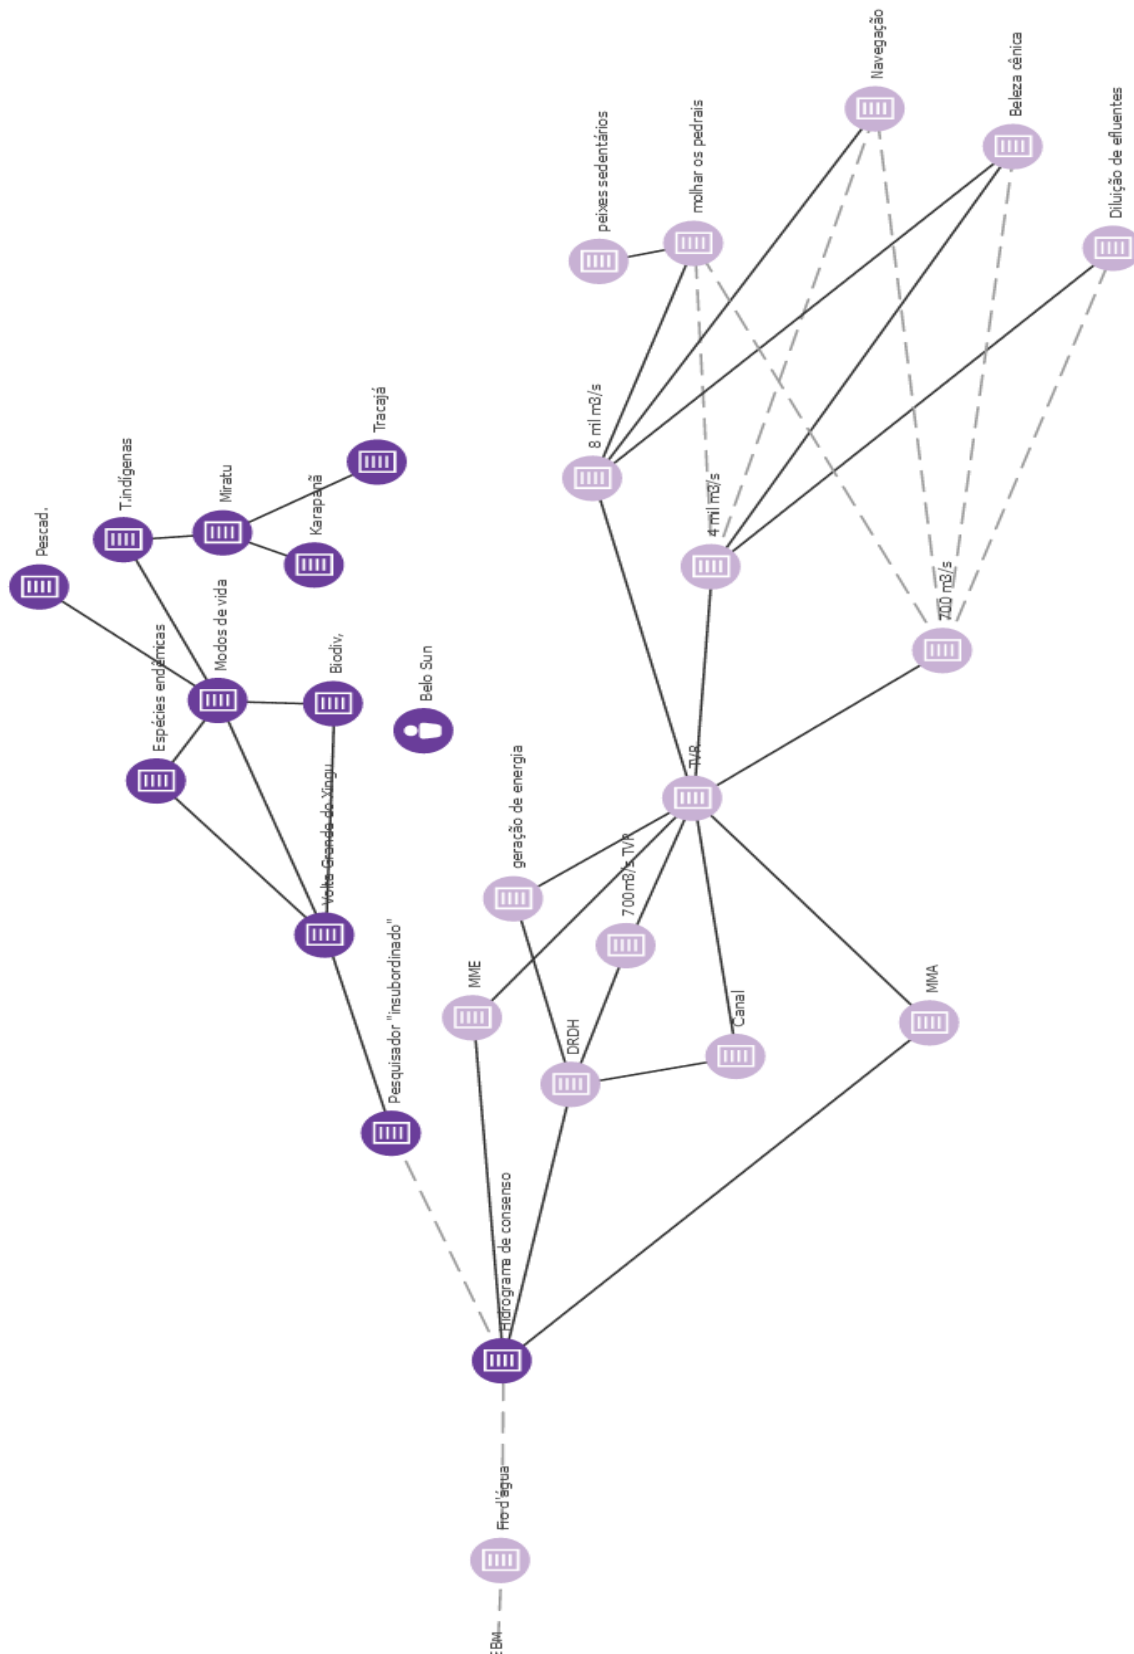 Navegação
Beleza cênica
Diluição de efluentes
molhar os pedrais
peixes sedentários
8 mil m3/s
4 mil m3/s
700 m3/s
Tracajá
T.indígenas
Miratu
Karapanã
Pescad.
Modos de vida
Espécies endêmicas
Biodiv,
Belo Sun
Volta Grande do Xingu
TVR
geração de energia
700m3/s TVR
MME
Pesquisador "insubordinado"
DRDH
Canal
MMA
Hidrograma de consenso
Fio d'água
EBM